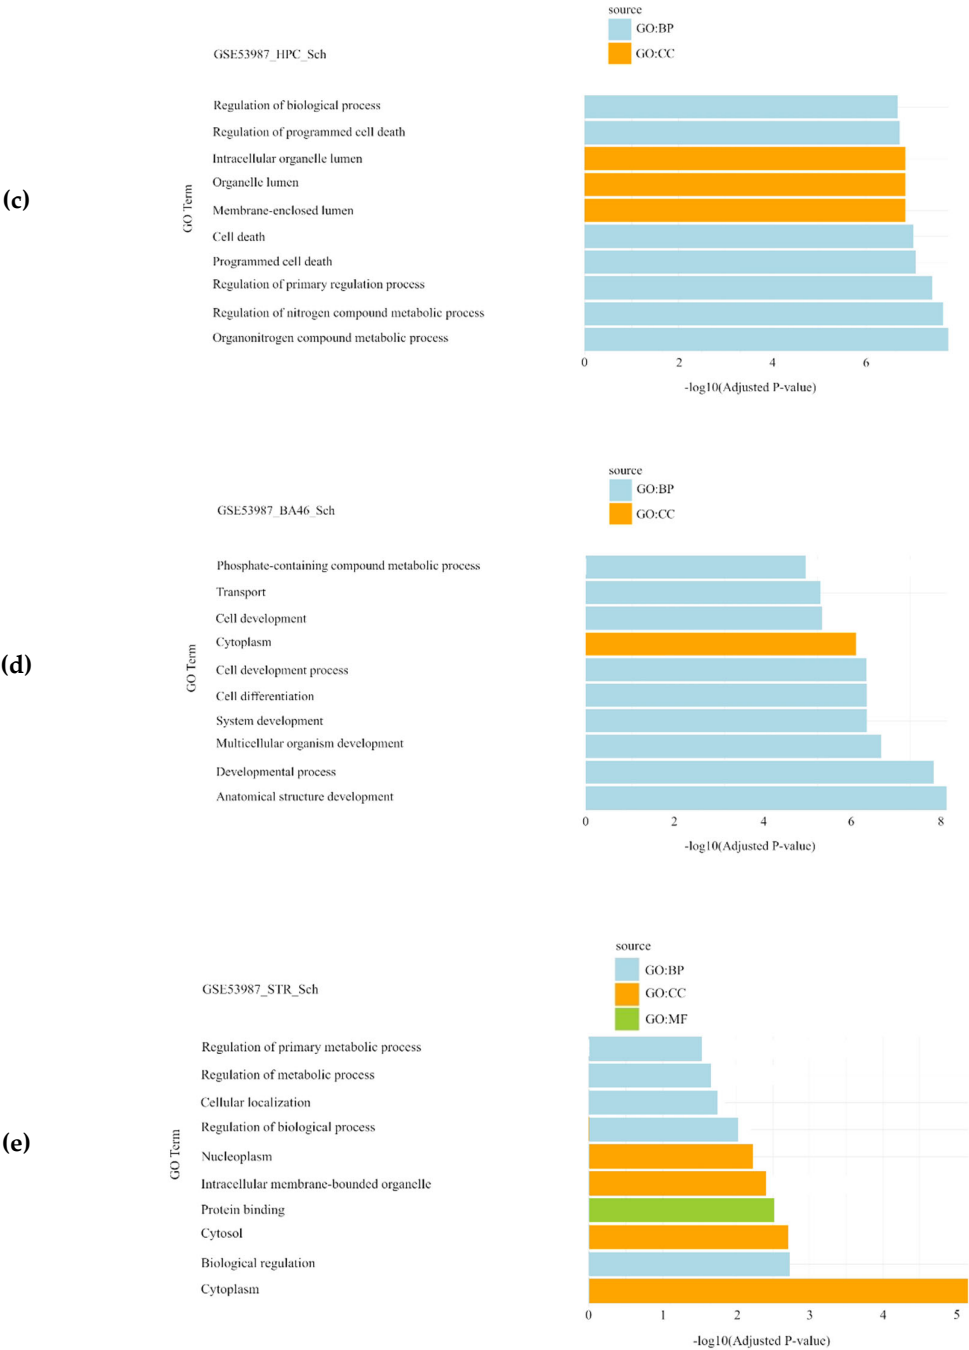 source
GO:BP
GO:CC
GSE53987_HPC_Sch
(c)
GO Term
Regulation of biological process
Regulation of programmed cell death
Intracellular organelle lumen
Organelle lumen
Membrane-enclosed lumen
Cell death
Programmed cell death
Regulation of primary regulation process
Regulation of nitrogen compound metabolic process
Organonitrogen compound metabolic process
0 2 4 6
-log10(Adjusted P-value)
source
GO:BP
GO:CC
GSE53987_BA46_Sch
(d)
GO Term
Phosphate-containing compound metabolic process
Transport
Cell development
Cytoplasm
Cell development process
Cell differentiation
System development
Multicellular organism development
Developmental process
Anatomical structure development
0 2 4 6 8
-log10(Adjusted P-value)
source
GO:BP
GO:CC
GO:MF
GSE53987_STR_Sch
(e)
GO Term
Regulation of primary metabolic process
Regulation of metabolic process
Cellular localization
Regulation of biological process
Nucleoplasm
Intracellular membrane-bounded organelle
Protein binding
Cytosol
Biological regulation
Cytoplasm
0 1 2 3 4 5
-log10(Adjusted P-value)